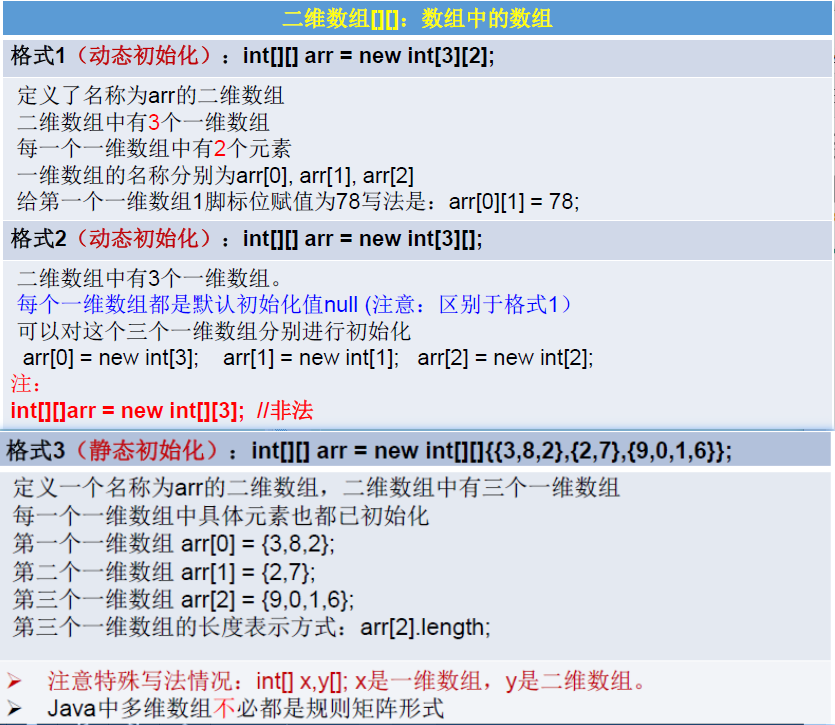 二维数组[][]：数组中的数组
格式1（动态初始化）：int[][] arr = new int[3][2];
定义了名称为arr的二维数组
二维数组中有3个一维数组
每一个一维数组中有2个元素
一维数组的名称分别为arr[0], arr[1], arr[2]
给第一个一维数组1脚标位赋值为78写法是：arr[0][1] = 78;
格式2（动态初始化）：int[][] arr = new int[3][];
二维数组中有3个一维数组。
每个一维数组都是默认初始化值null (注意：区别于格式1）
可以对这个三个一维数组分别进行初始化
arr[0] = new int[3]; arr[1] = new int[1]; arr[2] = new int[2];
注：
int[][]arr = new int[][3]; //非法
格式3（静态初始化）：int[][] arr = new int[][]{{3,8,2},{2,7},{9,0,1,6}};
定义一个名称为arr的二维数组，二维数组中有三个一维数组
每一个一维数组中具体元素也都已初始化
第一个一维数组 arr[0] = {3,8,2};
第二个一维数组 arr[1] = {2,7};
第三个一维数组 arr[2] = {9,0,1,6};
第三个一维数组的长度表示方式：arr[2].length;
➢ 注意特殊写法情况：int[] x,y[]; x是一维数组，y是二维数组。
➢ Java中多维数组不必都是规则矩阵形式